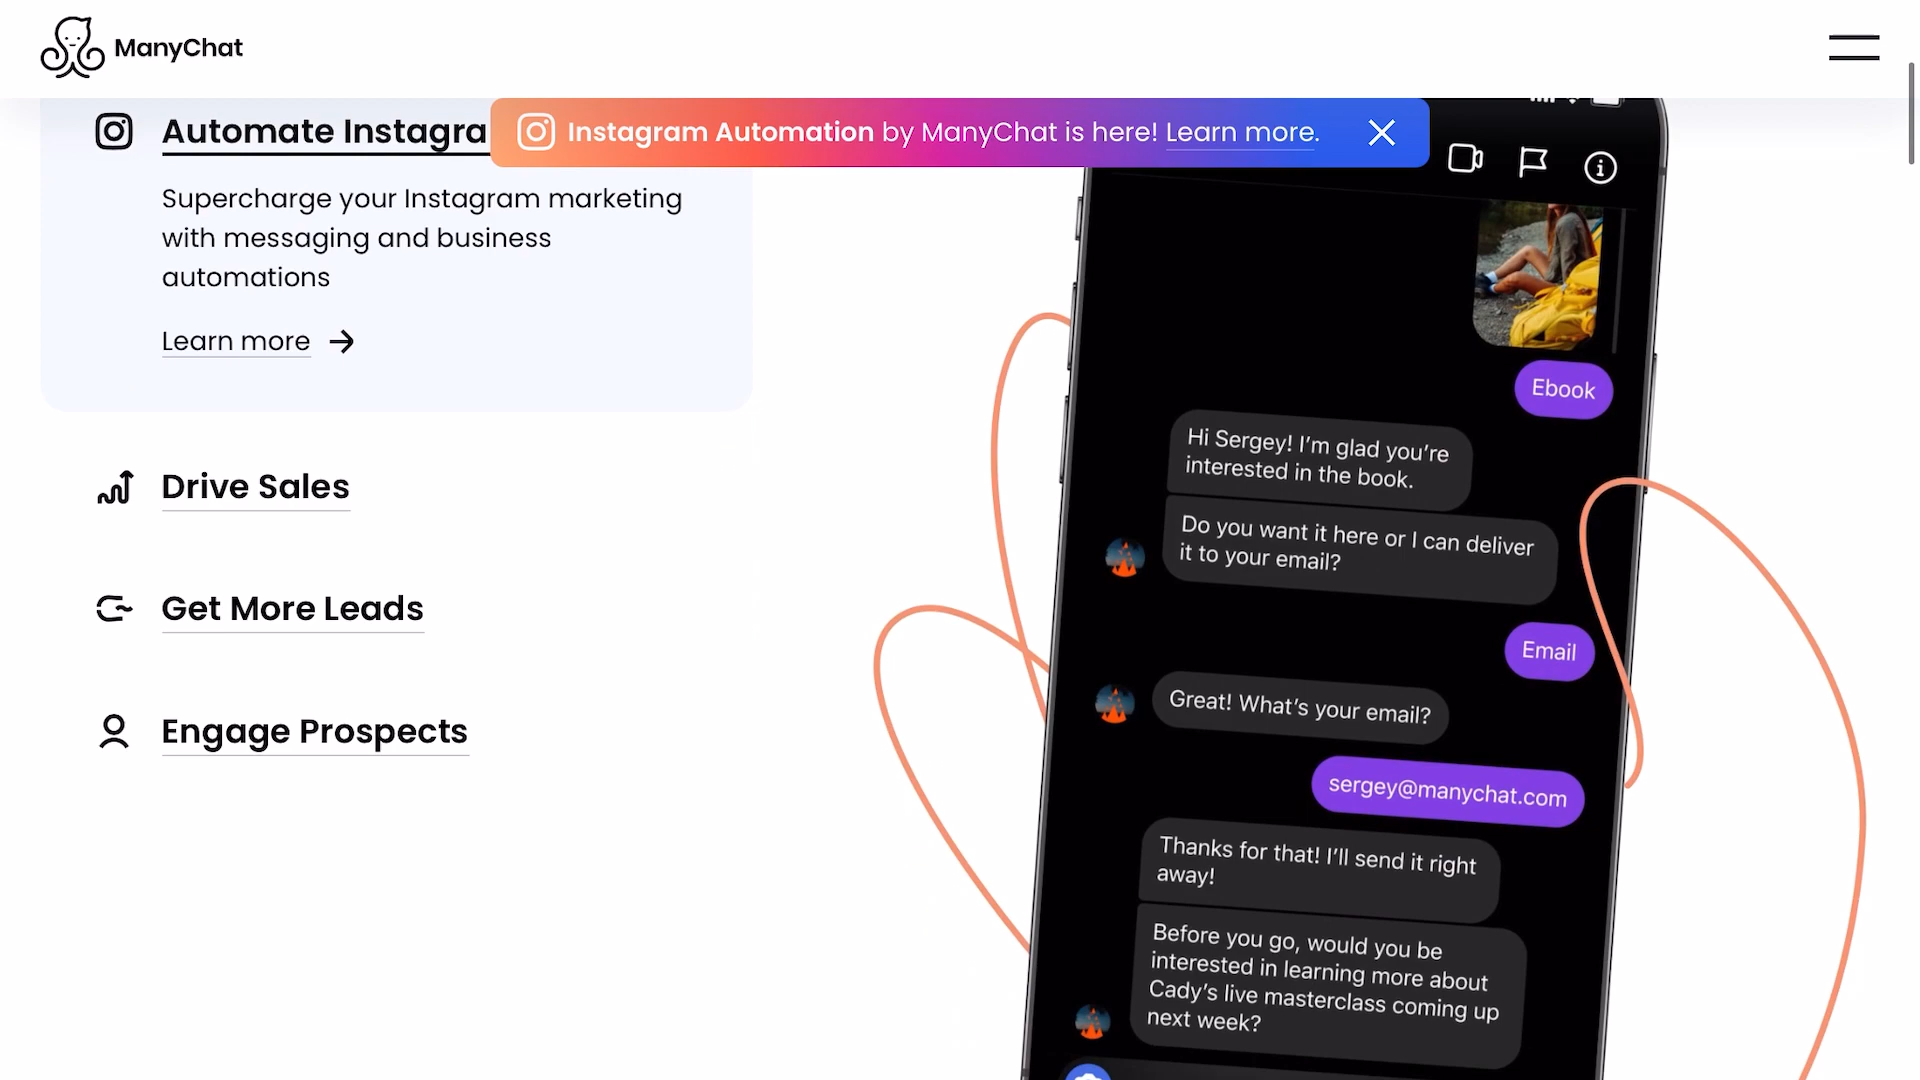 ManyChat
Instagram Automation by ManyChat is here! Learn more.
Automate Instagra
Supercharge your Instagram marketing
with messaging and business
automations
Learn more
Drive Sales
Get More Leads
Engage Prospects
Ebook
Hi Sergey! I'm glad you're
interested in the book.
Do you want it here or I can deliver
it to your email?
Email
Great! What's your email?
sergey@manychat.com
Thanks for that! I'll send it right
away!
Before you go, would you be
interested in learning more about
Cady's live masterclass coming up
next week?